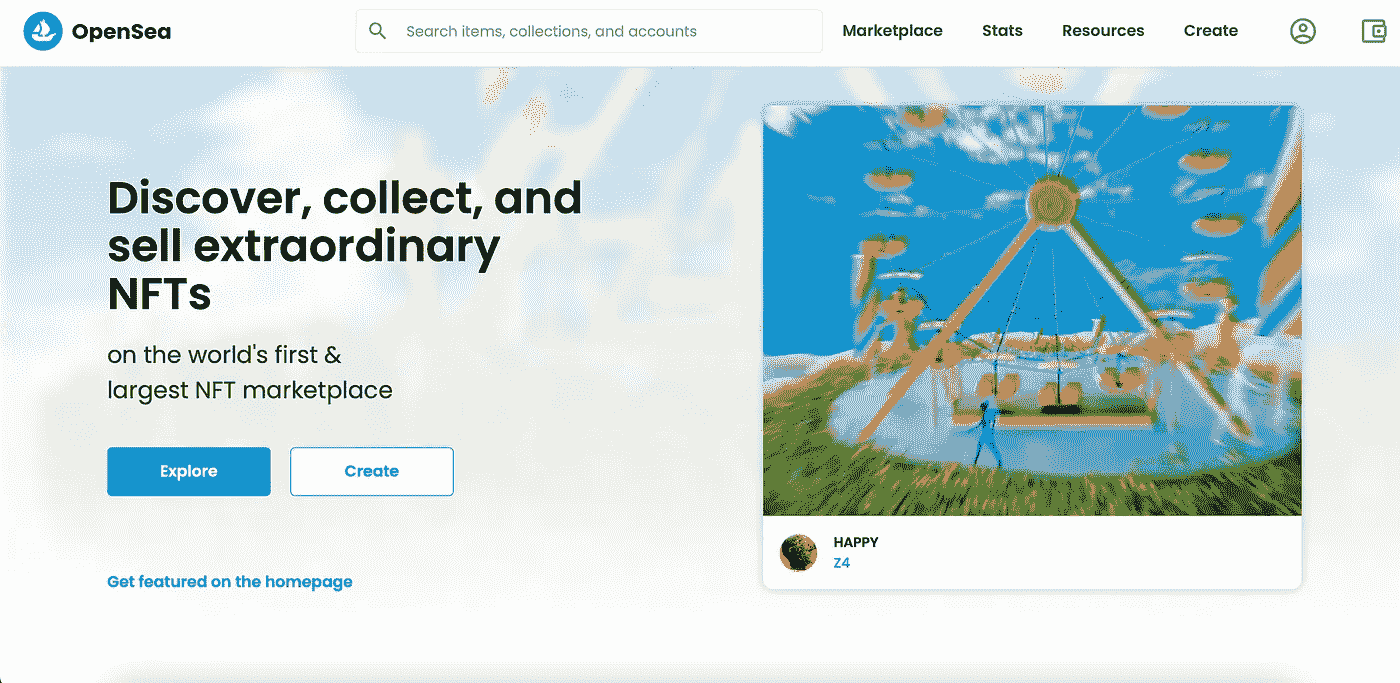 OpenSea
Search items, collections, and accounts
Marketplace
Stats
Resources
Create
Discover, collect, and
sell extraordinary
NFTs
on the world's first &
largest NFT marketplace
Explore
Create
Get featured on the homepage
HAPPY
Z4